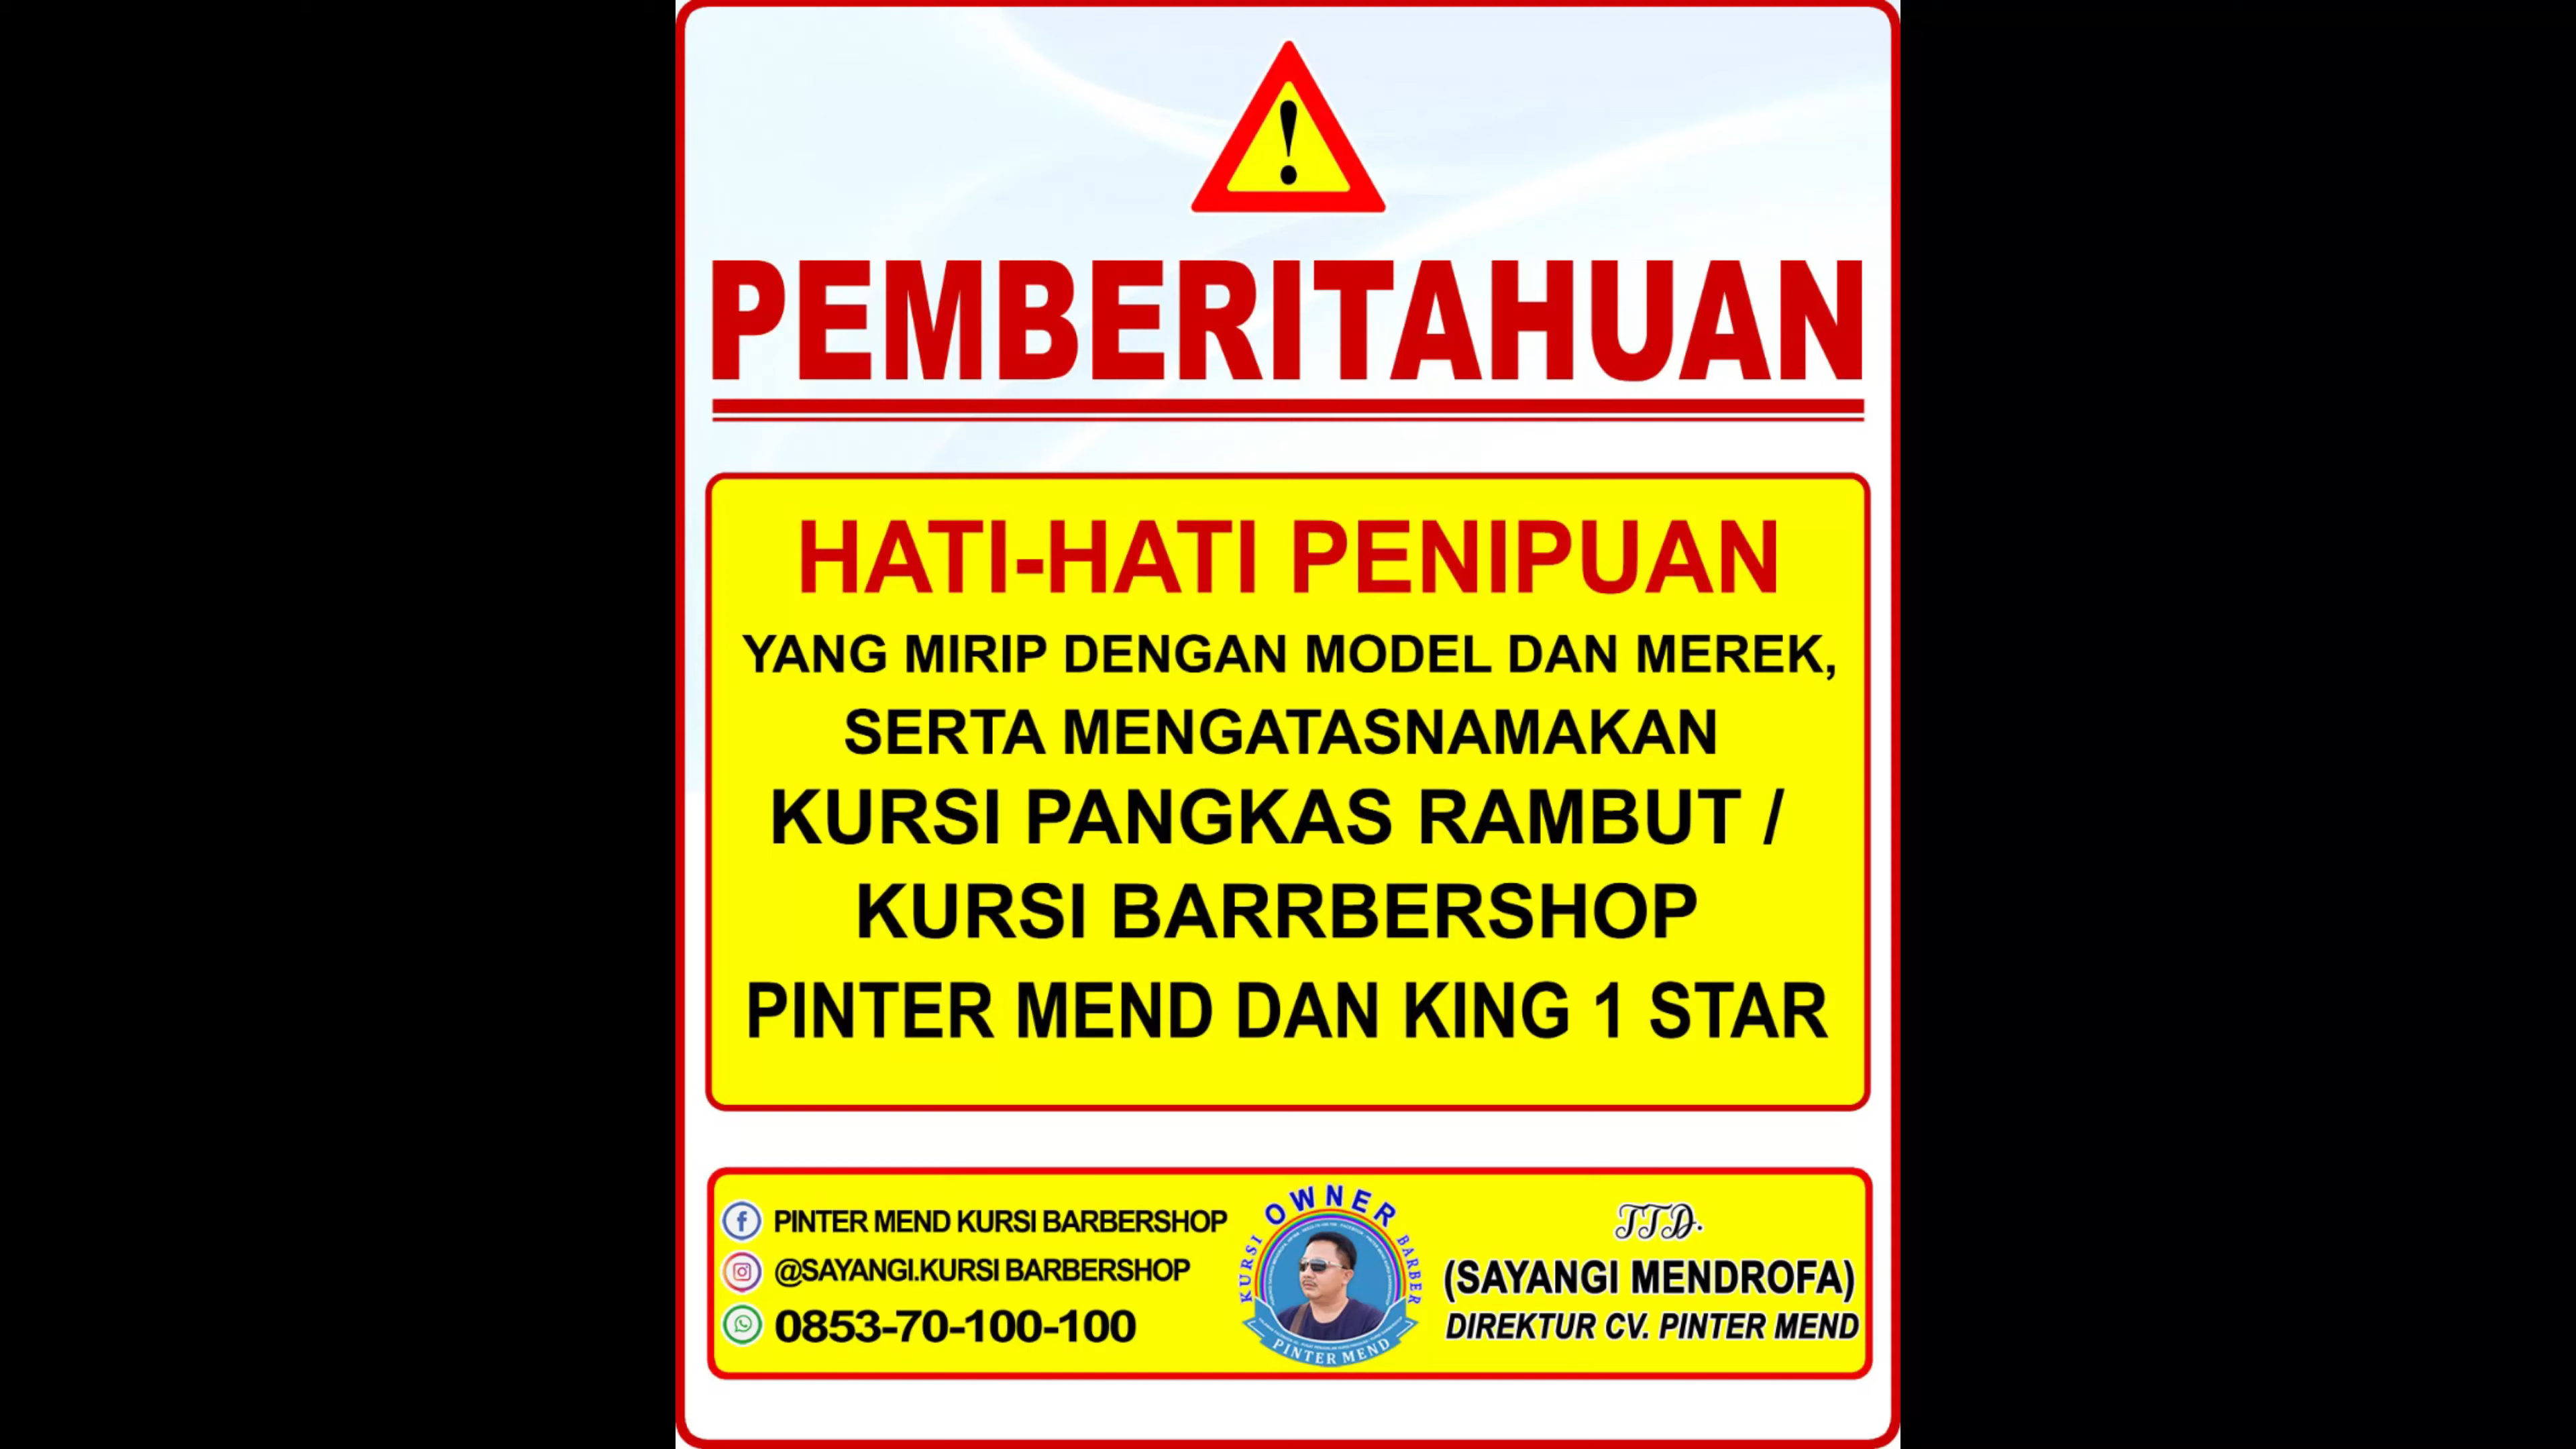 !
PEMBERITAHUAN
HATI-HATI PENIPUAN
YANG MIRIP DENGAN MODEL DAN MEREK,
SERTA MENGATASNAMAKAN
KURSI PANGKAS RAMBUT /
KURSI BARRBERSHOP
PINTER MEND DAN KING 1 STAR
PINTER MEND KURSI BARBERSHOP
@SAYANGI.KURSI BARBERSHOP
0853-70-100-100
OWNER
KURSI BARBER
PINTER MEND
TTD.
(SAYANGI MENDROFA)
DIREKTUR CV. PINTER MEND